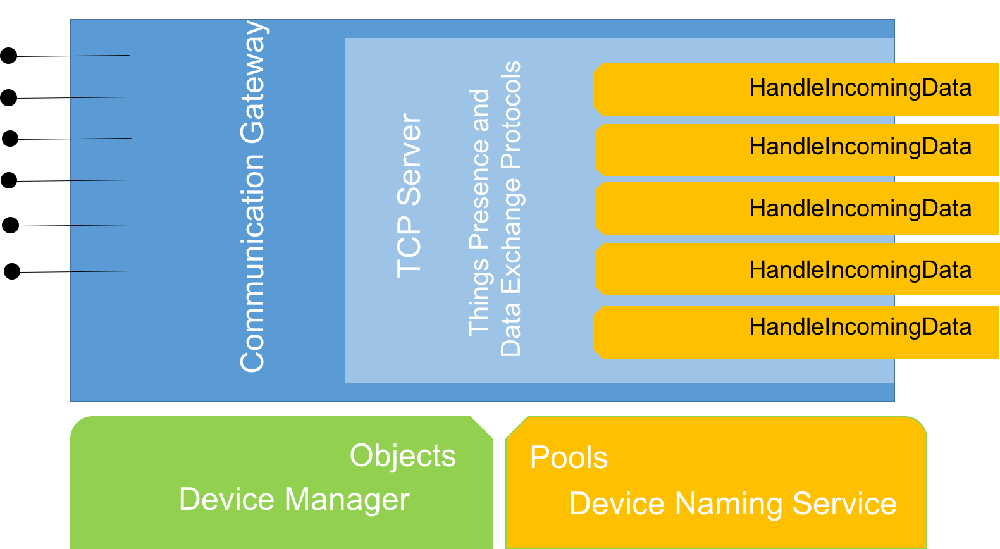 Communication Gateway
TCP Server
Things Presence and
Data Exchange Protocols
HandleIncomingData
HandleIncomingData
HandleIncomingData
HandleIncomingData
HandleIncomingData
Objects
Device Manager
Pools
Device Naming Service